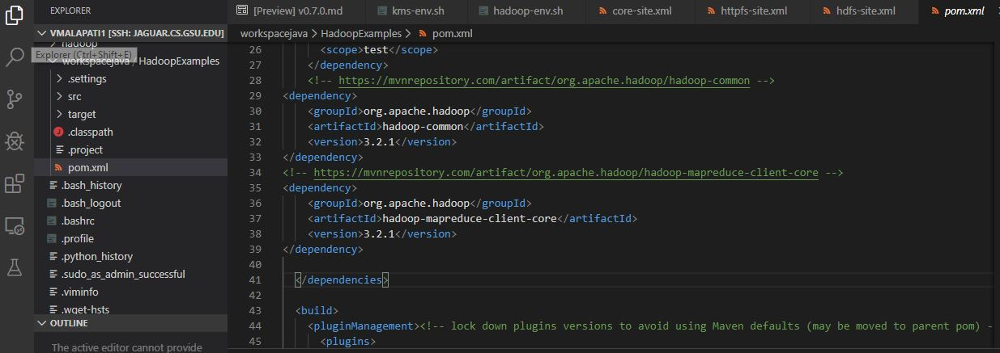 EXPLORER
[Preview] v0.7.0.md
kms-env.sh
hadoop-env.sh
core-site.xml
httpfs-site.xml
hdfs-site.xml
pom.xml
VMALAPATI1 [SSH: JAGUAR.CS.GSU.EDU]
workspacejava > HadoopExamples > pom.xml
hadoop
Explorer (Ctrl+Shift+E)
workspacejava / HadoopExamples
.settings
src
target
.classpath
.project
pom.xml
.bash_history
.bash_logout
.bashrc
.profile
.python_history
.sudo_as_admin_successful
.viminfo
.wget-hsts
OUTLINE
The active editor cannot provide
26 <scope>test</scope>
27 </dependency>
28 <!-- https://mvnrepository.com/artifact/org.apache.hadoop/hadoop-common -->
29 <dependency>
30 <groupId>org.apache.hadoop</groupId>
31 <artifactId>hadoop-common</artifactId>
32 <version>3.2.1</version>
33 </dependency>
34 <!-- https://mvnrepository.com/artifact/org.apache.hadoop/hadoop-mapreduce-client-core -->
35 <dependency>
36 <groupId>org.apache.hadoop</groupId>
37 <artifactId>hadoop-mapreduce-client-core</artifactId>
38 <version>3.2.1</version>
39 </dependency>
40
41 </dependencies>
42
43 <build>
44 <pluginManagement><!-- lock down plugins versions to avoid using Maven defaults (may be moved to parent pom) -
45 <plugins>